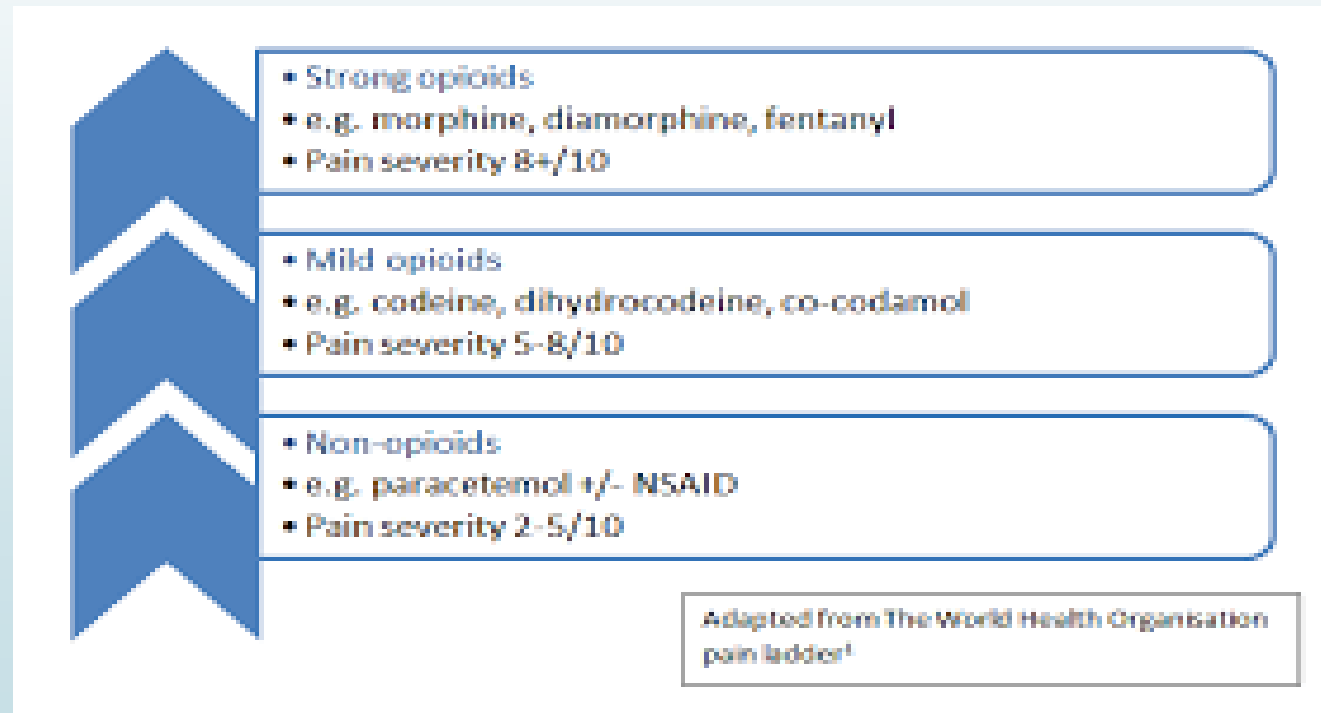 • Strong opioids
• e.g. morphine, diamorphine, fentanyl
• Pain severity 8+/10
• Mild opioids
• e.g. codeine, dihydrocodeine, co-codamol
• Pain severity 5-8/10
• Non-opioids
• e.g. paracetemol +/- NSAID
• Pain severity 2-5/10
Adapted from The World Health Organisation
pain ladder¹